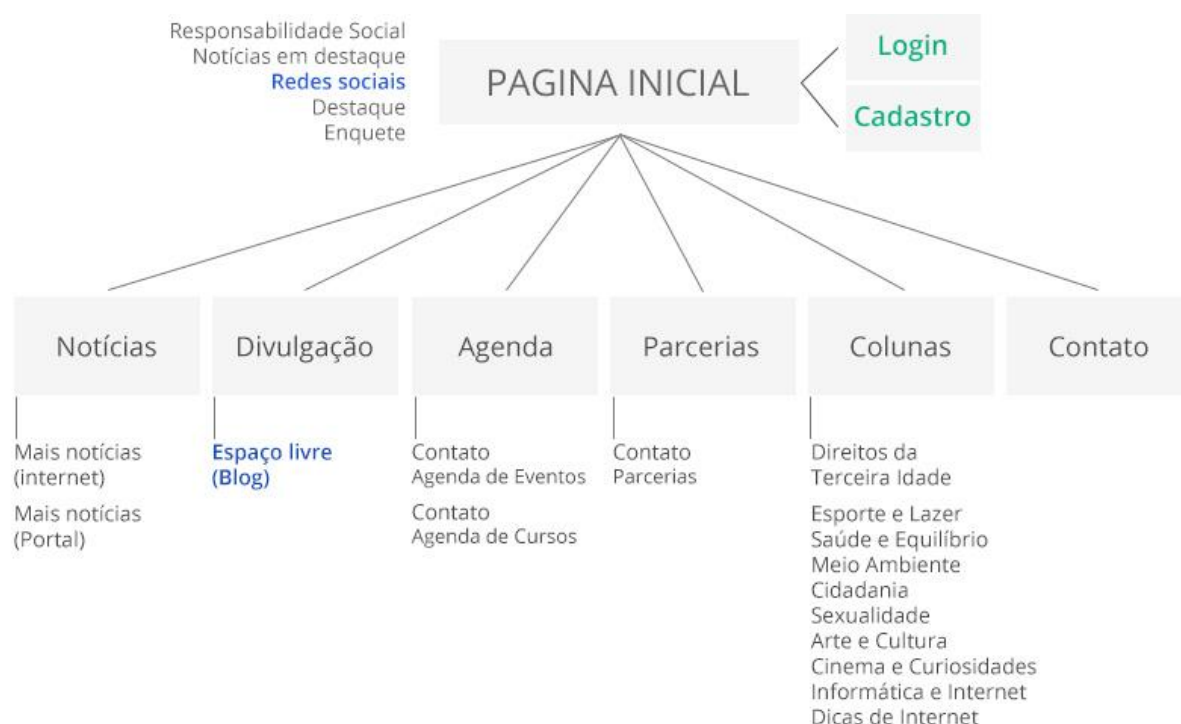 Responsabilidade Social
Notícias em destaque
Redes sociais
Destaque
Enquete
PAGINA INICIAL
Login
Cadastro
Notícias
Divulgação
Agenda
Parcerias
Colunas
Contato
Mais notícias
(internet)
Mais notícias
(Portal)
Espaço livre
(Blog)
Contato
Agenda de Eventos
Contato
Agenda de Cursos
Contato
Parcerias
Direitos da
Terceira Idade
Esporte e Lazer
Saúde e Equilíbrio
Meio Ambiente
Cidadania
Sexualidade
Arte e Cultura
Cinema e Curiosidades
Informática e Internet
Dicas de Internet